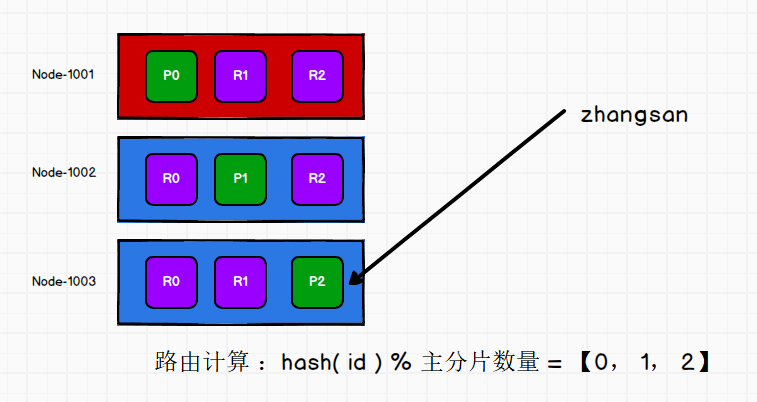 Node-1001 P0 R1 R2
zhangsan
Node-1002 R0 P1 R2
Node-1003 R0 R1 P2
路由计算 ：hash( id ) % 主分片数量 = 【0， 1， 2】